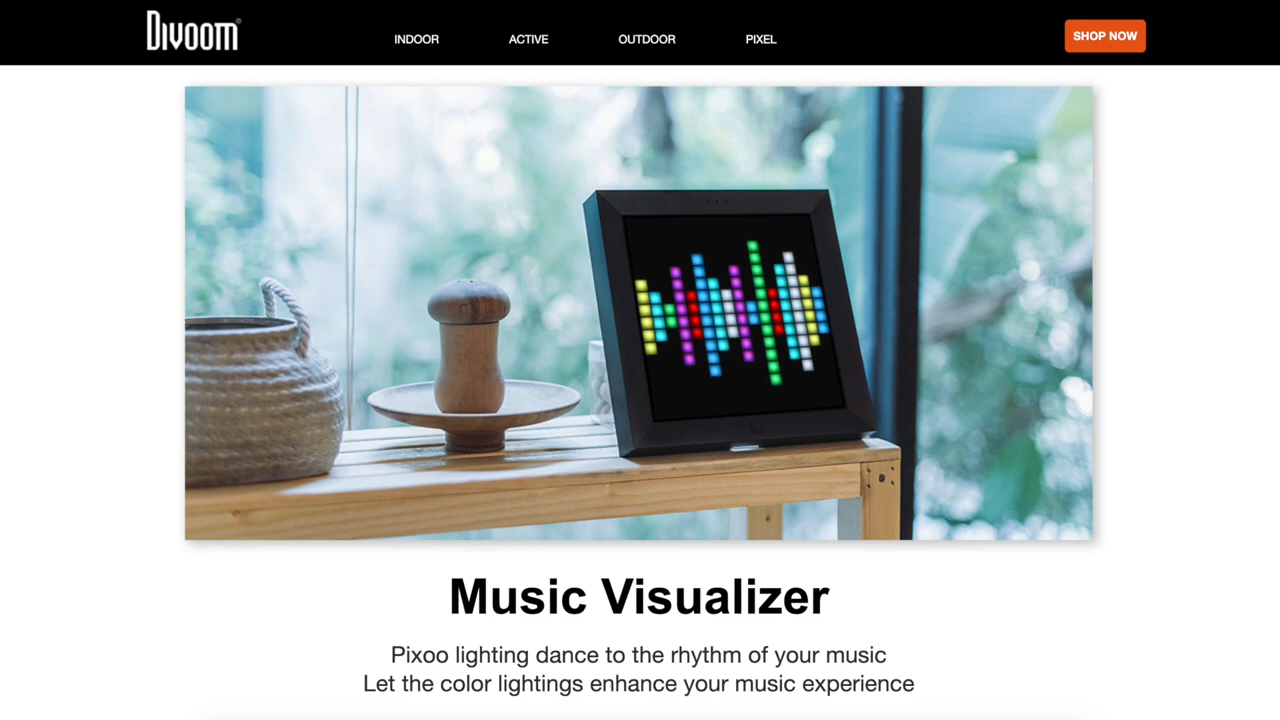 Divoom®
INDOOR ACTIVE OUTDOOR PIXEL SHOP NOW
Music Visualizer
Pixoo lighting dance to the rhythm of your music
Let the color lightings enhance your music experience